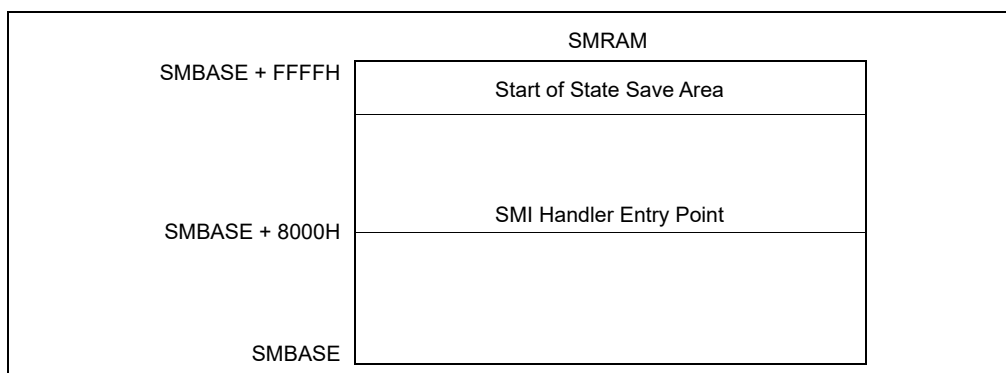 SMRAM
SMBASE + FFFFH
Start of State Save Area
SMI Handler Entry Point
SMBASE + 8000H
SMBASE